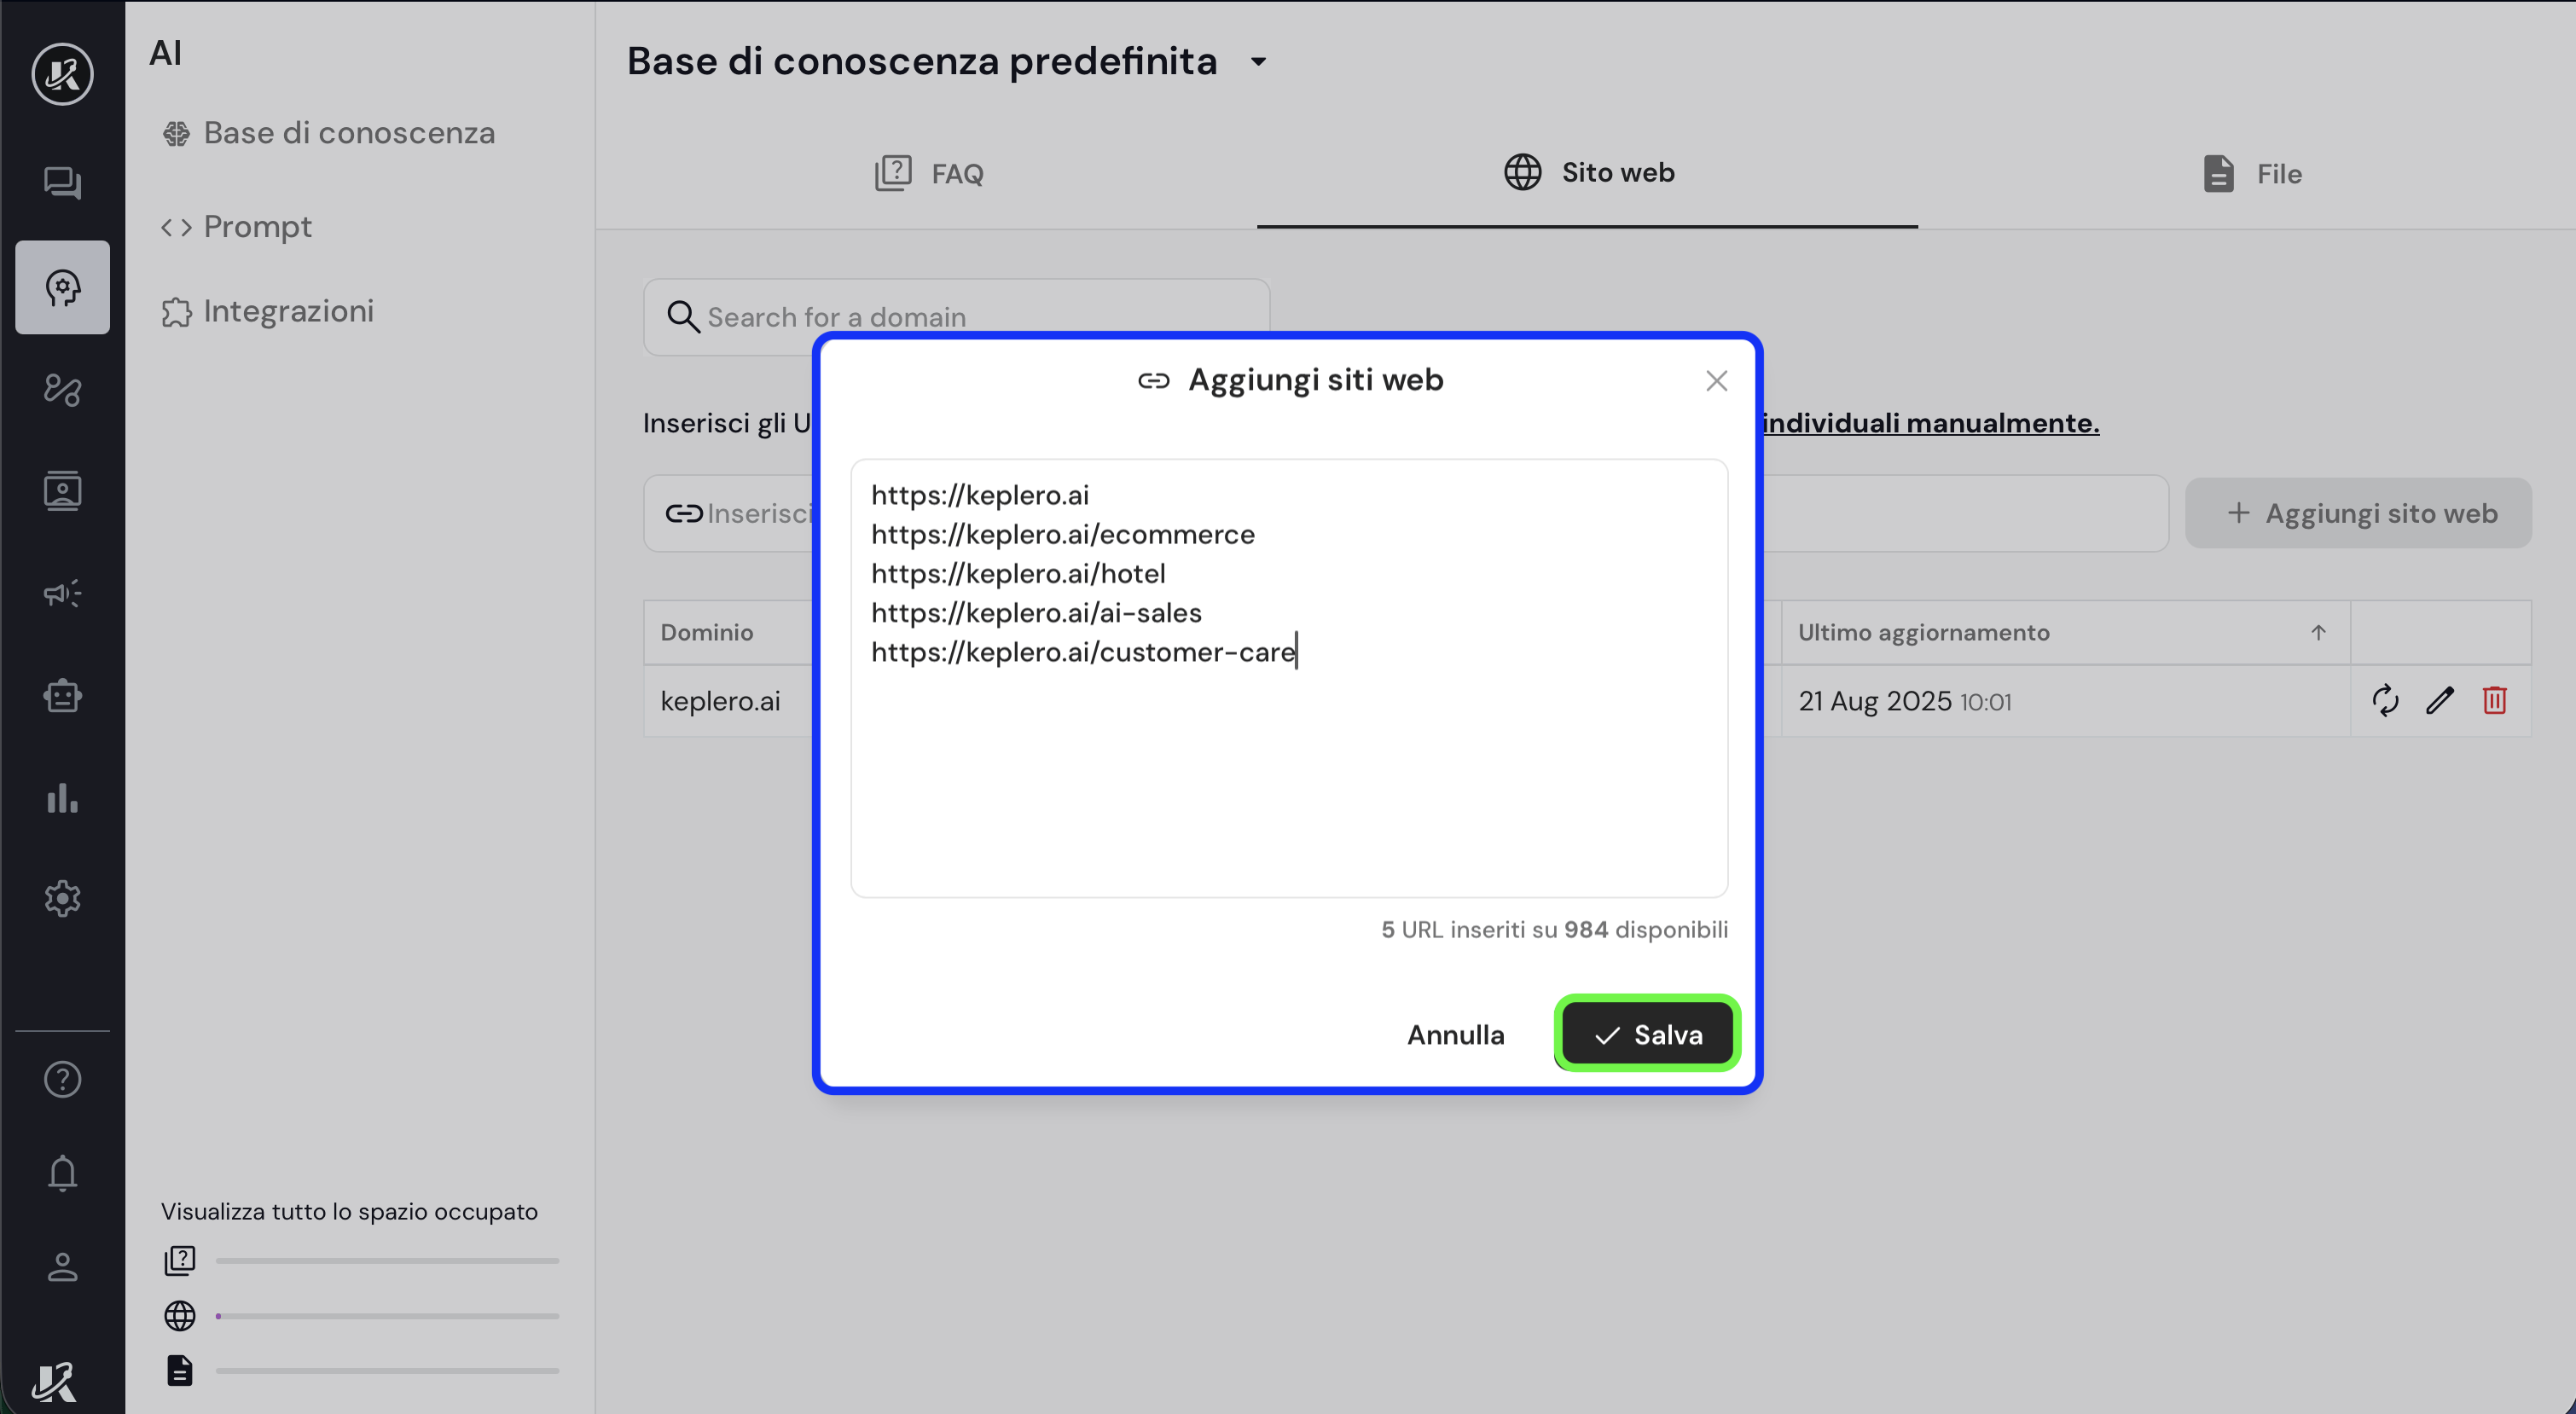 AI
Base di conoscenza
Prompt
Integrazioni
Visualizza tutto lo spazio occupato
Base di conoscenza predefinita
FAQ
Sito web
File
Search for a domain
Inserisci gli U
individuali manualmente.
Inserisci
Aggiungi sito web
Dominio
Ultimo aggiornamento
keplero.ai
21 Aug 2025 10:01
Aggiungi siti web
https://keplero.ai
https://keplero.ai/ecommerce
https://keplero.ai/hotel
https://keplero.ai/ai-sales
https://keplero.ai/customer-care
5 URL inseriti su 984 disponibili
Annulla
Salva